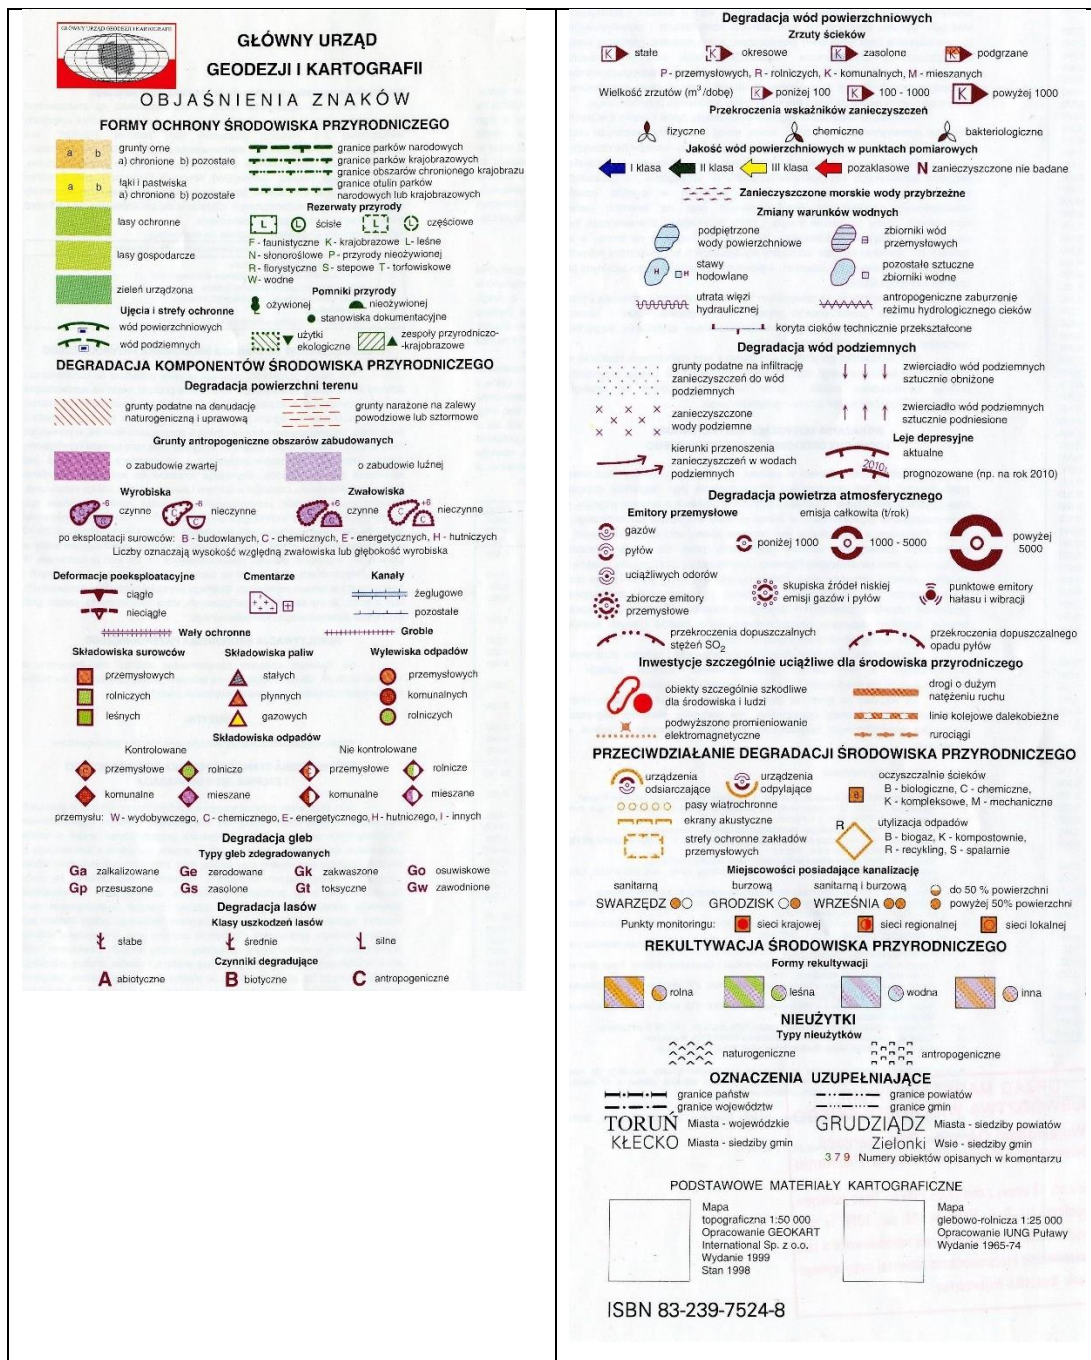 GŁÓWNY URZĄD GEODEZJI I KARTOGRAFII
GŁÓWNY URZĄD
GEODEZJI I KARTOGRAFII
OBJAŚNIENIA ZNAKÓW
FORMY OCHRONY ŚRODOWISKA PRZYRODNICZEGO
a b grunty orne
a) chronione b) pozostałe
a b łąki i pastwiska
a) chronione b) pozostałe
lasy ochronne
lasy gospodarcze
zieleń urządzona
Ujęcia i strefy ochronne
wód powierzchniowych
wód podziemnych
granice parków narodowych
granice parków krajobrazowych
granice obszarów chronionego krajobrazu
granice otulin parków
narodowych lub krajobrazowych
Rezerwaty przyrody
L L ścisłe L L częściowe
F - faunistyczne K - krajobrazowe L - leśne
N - słonoroślowe P - przyrody nieożywionej
R - florystyczne S - stepowe T - torfowiskowe
W - wodne
Pomniki przyrody
ożywionej nieożywionej
stanowiska dokumentacyjne
użytki
ekologiczne
zespoły przyrodniczo-
-krajobrazowe
DEGRADACJA KOMPONENTÓW ŚRODOWISKA PRZYRODNICZEGO
Degradacja powierzchni terenu
grunty podatne na denudację
naturogeniczną i uprawową
grunty narażone na zalewy
powodziowe lub sztormowe
Grunty antropogeniczne obszarów zabudowanych
o zabudowie zwartej o zabudowie luźnej
Wyrobiska Zwałowiska
C C -6 czynne C C -6 nieczynne C C +6 czynne C C +6 nieczynne
po eksploatacji surowców: B - budowlanych, C - chemicznych, E - energetycznych, H - hutniczych
Liczby oznaczają wysokość względną zwałowiska lub głębokość wyrobiska
Deformacje poeksploatacyjne Cmentarze Kanały
ciągłe żeglugowe
nieciągłe pozostałe
Wały ochronne Groble
Składowiska surowców Składowiska paliw Wylewiska odpadów
przemysłowych stałych przemysłowych
rolniczych płynnych komunalnych
leśnych gazowych rolniczych
Składowiska odpadów
Kontrolowane Nie kontrolowane
przemysłowe rolnicze przemysłowe rolnicze
komunalne mieszane komunalne mieszane
przemysłu: W - wydobywczego, C - chemicznego, E - energetycznego, H - hutniczego, I - innych
Degradacja gleb
Typy gleb zdegradowanych
Ga zalkalizowane Ge zerodowane Gk zakwaszone Go osuwiskowe
Gp przesuszone Gs zasolone Gt toksyczne Gw zawodnione
Degradacja lasów
Klasy uszkodzeń lasów
słabe średnie silne
Czynniki degradujące
A abiotyczne B biotyczne C antropogeniczne
Degradacja wód powierzchniowych
Zrzuty ścieków
K stałe K okresowe K zasolone K podgrzane
P - przemysłowych, R - rolniczych, K - komunalnych, M - mieszanych
Wielkość zrzutów (m³/dobę) K poniżej 100 K 100 - 1000 K powyżej 1000
Przekroczenia wskaźników zanieczyszczeń
fizyczne chemiczne bakteriologiczne
Jakość wód powierzchniowych w punktach pomiarowych
I klasa II klasa III klasa pozaklasowe N zanieczyszczone nie badane
Zanieczyszczone morskie wody przybrzeżne
Zmiany warunków wodnych
podpiętrzone
wody powierzchniowe
zbiorniki wód
przemysłowych
H H stawy
hodowlane
pozostałe sztuczne
zbiorniki wodne
utrata więzi
hydraulicznej
antropogeniczne zaburzenie
reżimu hydrologicznego cieków
koryta cieków technicznie przekształcone
Degradacja wód podziemnych
grunty podatne na infiltrację
zanieczyszczeń do wód
podziemnych
zwierciadło wód podziemnych
sztucznie obniżone
zanieczyszczone
wody podziemne
zwierciadło wód podziemnych
sztucznie podniesione
kierunki przenoszenia
zanieczyszczeń w wodach
podziemnych
Leje depresyjne
aktualne
2010r. prognozowane (np. na rok 2010)
Degradacja powietrza atmosferycznego
Emitory przemysłowe emisja całkowita (t/rok)
gazów
pyłów
uciążliwych odorów
zbiorcze emitory
przemysłowe
poniżej 1000 1000 - 5000 powyżej
5000
skupiska źródeł niskiej
emisji gazów i pyłów
punktowe emitory
hałasu i wibracji
przekroczenia dopuszczalnych
stężeń SO₂
przekroczenia dopuszczalnego
opadu pyłów
Inwestycje szczególnie uciążliwe dla środowiska przyrodniczego
obiekty szczególnie szkodliwe
dla środowiska i ludzi
podwyższone promieniowanie
elektromagnetyczne
drogi o dużym
natężeniu ruchu
linie kolejowe dalekobieżne
rurociągi
PRZECIWDZIAŁANIE DEGRADACJI ŚRODOWISKA PRZYRODNICZEGO
urządzenia
odsiarczające
urządzenia
odpylające
pasy wiatrochronne
ekrany akustyczne
strefy ochronne zakładów
przemysłowych
oczyszczalnie ścieków
B - biologiczne, C - chemiczne,
K - kompleksowe, M - mechaniczne
R utylizacja odpadów
B - biogaz, K - kompostownie,
R - recykling, S - spalarnie
Miejscowości posiadające kanalizację
sanitarną burzową sanitarną i burzową
SWARZĘDZ GRODZISK WRZEŚNIA
do 50 % powierzchni
powyżej 50% powierzchni
Punkty monitoringu: sieci krajowej sieci regionalnej sieci lokalnej
REKULTYWACJA ŚRODOWISKA PRZYRODNICZEGO
Formy rekultywacji
rolna leśna wodna inna
NIEUŻYTKI
Typy nieużytków
naturogeniczne antropogeniczne
OZNACZENIA UZUPEŁNIAJĄCE
granice państw granice powiatów
granice województw granice gmin
TORUŃ Miasta - wojewódzkie GRUDZIĄDZ Miasta - siedziby powiatów
KŁECKO Miasta - siedziby gmin Zielonki Wsie - siedziby gmin
3 7 9 Numery obiektów opisanych w komentarzu
PODSTAWOWE MATERIAŁY KARTOGRAFICZNE
Mapa
topograficzna 1:50 000
Opracowanie GEOKART
International Sp. z o.o.
Wydanie 1999
Stan 1998
Mapa
glebowo-rolnicza 1:25 000
Opracowanie IUNG Puławy
Wydanie 1965-74
ISBN 83-239-7524-8